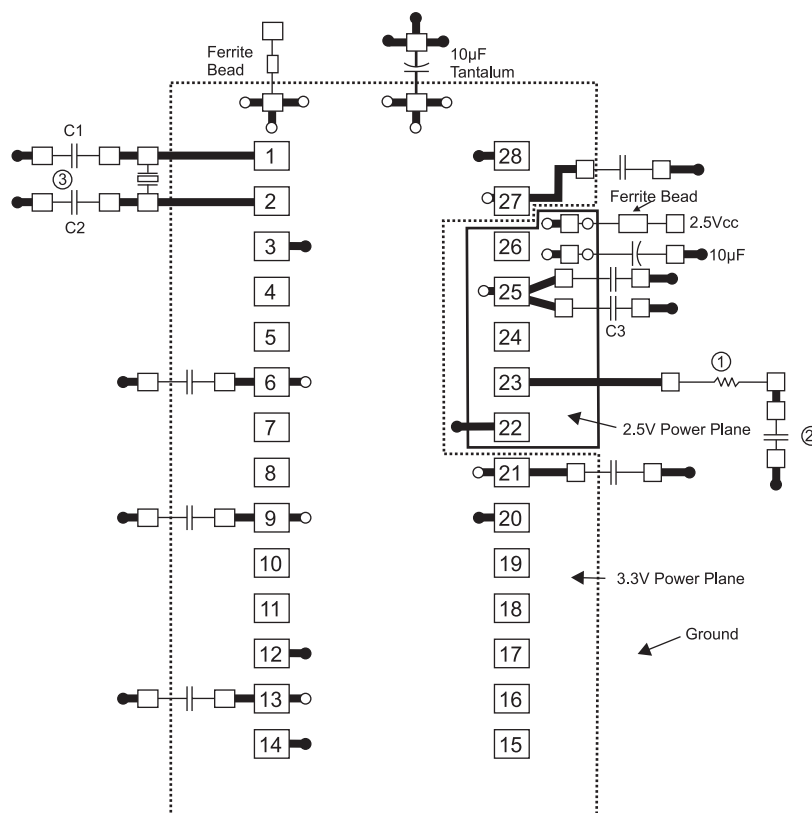 Ferrite
Bead
10µF
Tantalum
C1
1
28
③
27
C2
2
Ferrite Bead
2.5Vcc
3
26
10µF
4
25
C3
5
24
①
6
23
7
22
2.5V Power Plane
②
8
21
9
20
10
19
3.3V Power Plane
11
18
Ground
12
17
13
16
14
15